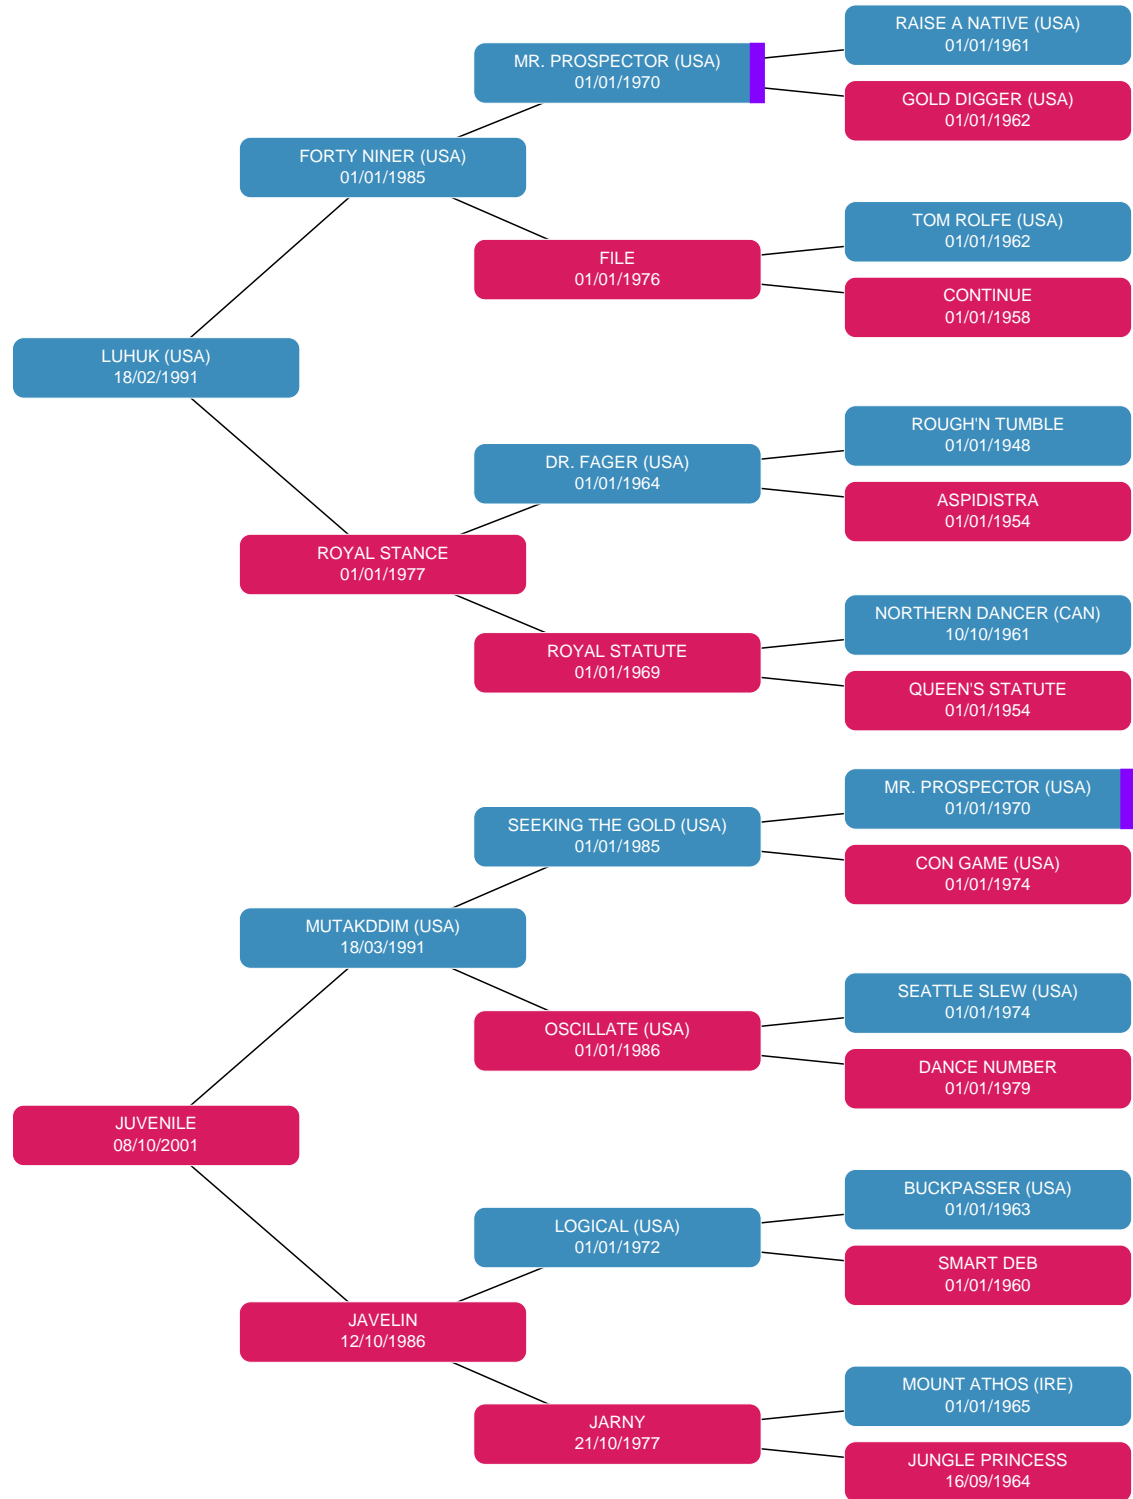 RAISE A NATIVE (USA)
01/01/1961
MR. PROSPECTOR (USA)
01/01/1970
GOLD DIGGER (USA)
01/01/1962
FORTY NINER (USA)
01/01/1985
TOM ROLFE (USA)
01/01/1962
FILE
01/01/1976
CONTINUE
01/01/1958
LUHUK (USA)
18/02/1991
ROUGH'N TUMBLE
01/01/1948
DR. FAGER (USA)
01/01/1964
ASPIDISTRA
01/01/1954
ROYAL STANCE
01/01/1977
NORTHERN DANCER (CAN)
10/10/1961
ROYAL STATUTE
01/01/1969
QUEEN'S STATUTE
01/01/1954
MR. PROSPECTOR (USA)
01/01/1970
SEEKING THE GOLD (USA)
01/01/1985
CON GAME (USA)
01/01/1974
MUTAKDDIM (USA)
18/03/1991
SEATTLE SLEW (USA)
01/01/1974
OSCILLATE (USA)
01/01/1986
DANCE NUMBER
01/01/1979
JUVENILE
08/10/2001
BUCKPASSER (USA)
01/01/1963
LOGICAL (USA)
01/01/1972
SMART DEB
01/01/1960
JAVELIN
12/10/1986
MOUNT ATHOS (IRE)
01/01/1965
JARNY
21/10/1977
JUNGLE PRINCESS
16/09/1964